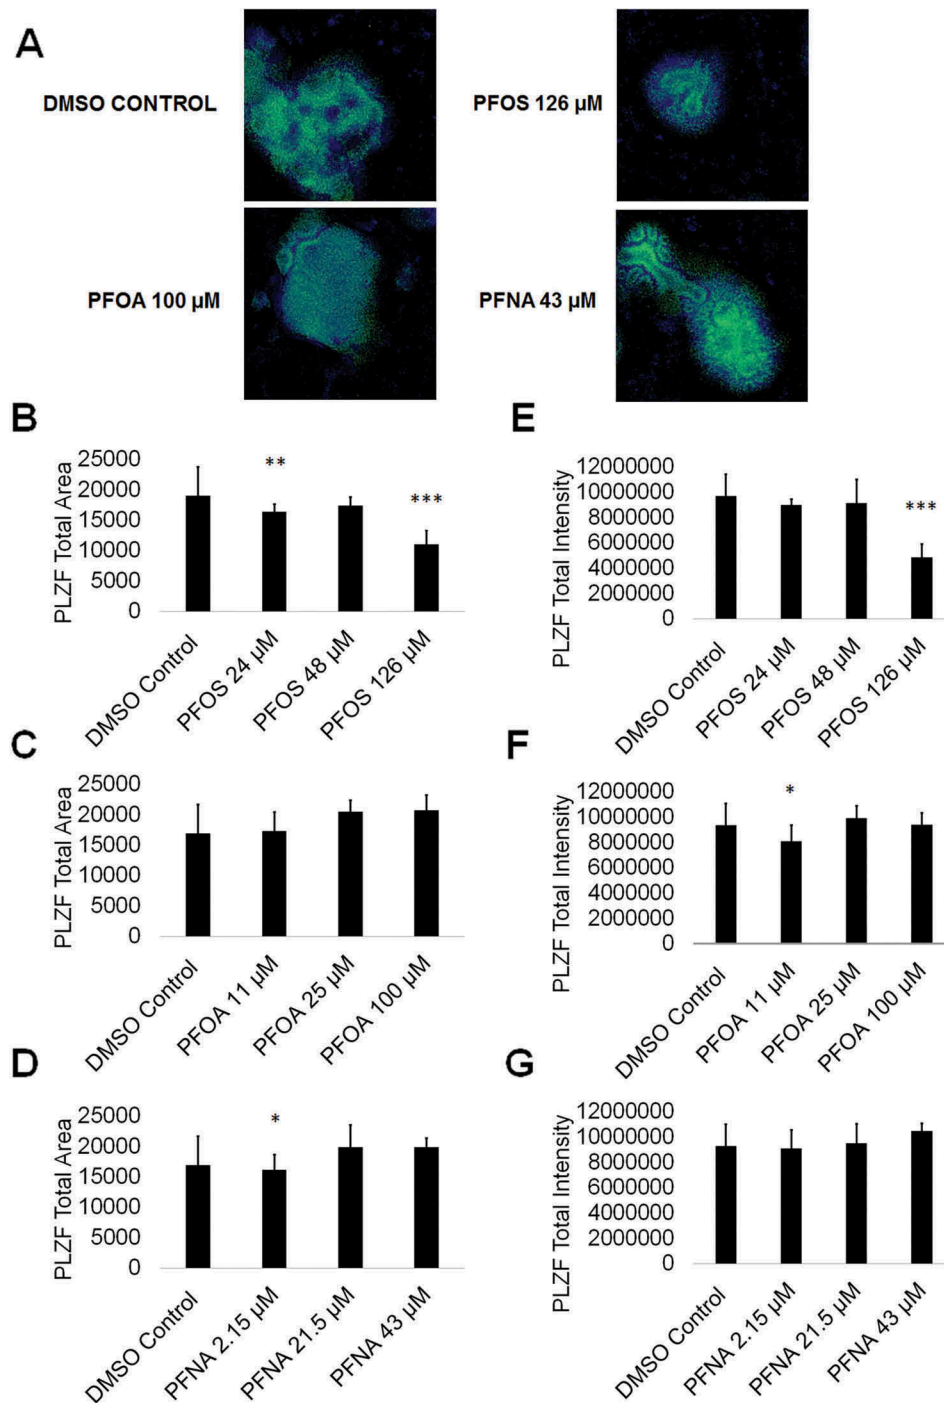 A
DMSO CONTROL
PFOS 126 µM
PFOA 100 µM
PFNA 43 µM
B
PLZF Total Area
25000
20000
15000
10000
5000
0
**
***
DMSO Control
PFOS 24 µM
PFOS 48 µM
PFOS 126 µM
E
PLZF Total Intensity
12000000
10000000
8000000
6000000
4000000
2000000
0
***
DMSO Control
PFOS 24 µM
PFOS 48 µM
PFOS 126 µM
C
PLZF Total Area
25000
20000
15000
10000
5000
0
DMSO Control
PFOA 11 µM
PFOA 25 µM
PFOA 100 µM
F
PLZF Total Intensity
12000000
10000000
8000000
6000000
4000000
2000000
0
*
DMSO Control
PFOA 11 µM
PFOA 25 µM
PFOA 100 µM
D
PLZF Total Area
25000
20000
15000
10000
5000
0
*
DMSO Control
PFNA 2.15 µM
PFNA 21.5 µM
PFNA 43 µM
G
PLZF Total Intensity
12000000
10000000
8000000
6000000
4000000
2000000
0
DMSO Control
PFNA 2.15 µM
PFNA 21.5 µM
PFNA 43 µM